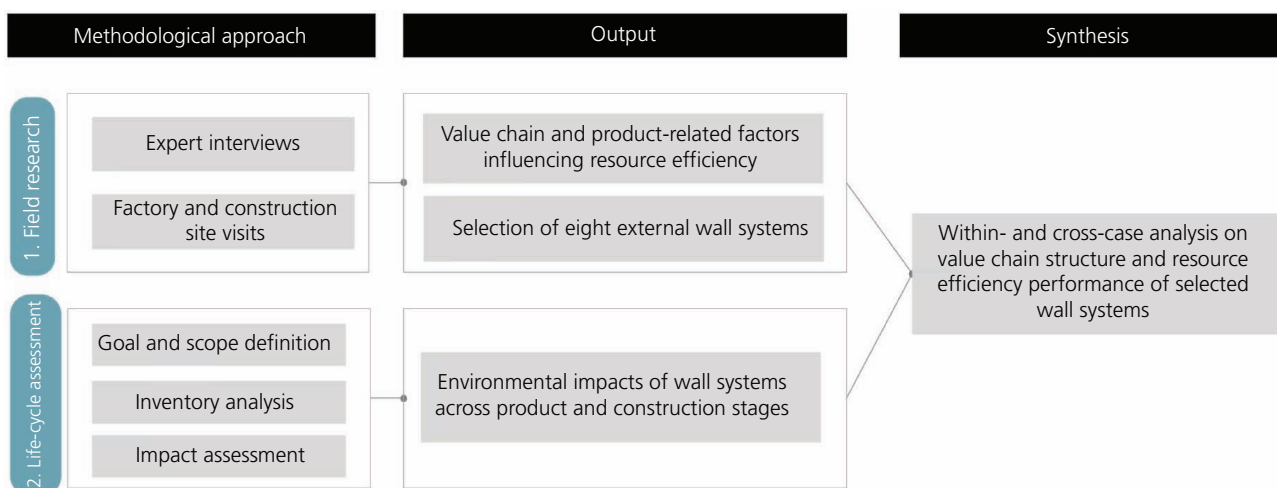 Methodological approach
Output
Synthesis
1. Field research
Expert interviews
Factory and construction
site visits
Value chain and product-related factors
influencing resource efficiency
Selection of eight external wall systems
2. Life-cycle assessment
Goal and scope definition
Inventory analysis
Impact assessment
Environmental impacts of wall systems
across product and construction stages
Within- and cross-case analysis on
value chain structure and resource
efficiency performance of selected
wall systems